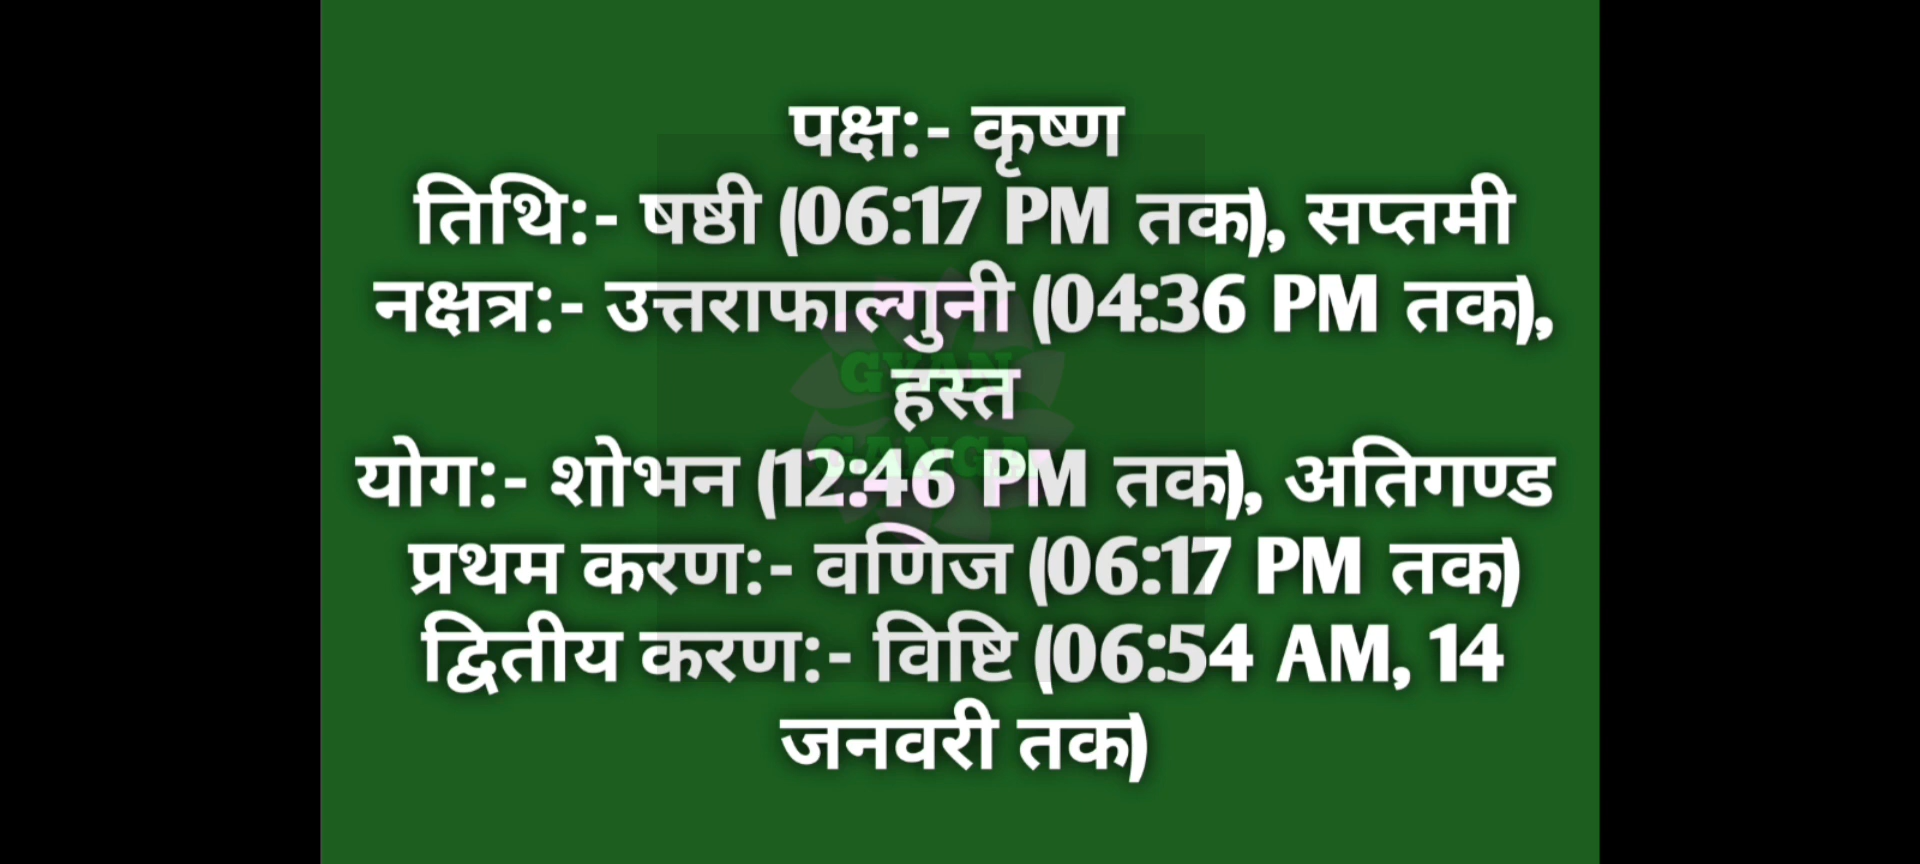 पक्ष:- कृष्ण
तिथि:- षष्ठी (06:17 PM तक), सप्तमी
नक्षत्र:- उत्तराफाल्गुनी (04:36 PM तक),
हस्त
योग:- शोभन (12:46 PM तक), अतिगण्ड
प्रथम करण:- वणिज (06:17 PM तक)
द्वितीय करण:- विष्टि (06:54 AM, 14
जनवरी तक)
GYAN
GANGA